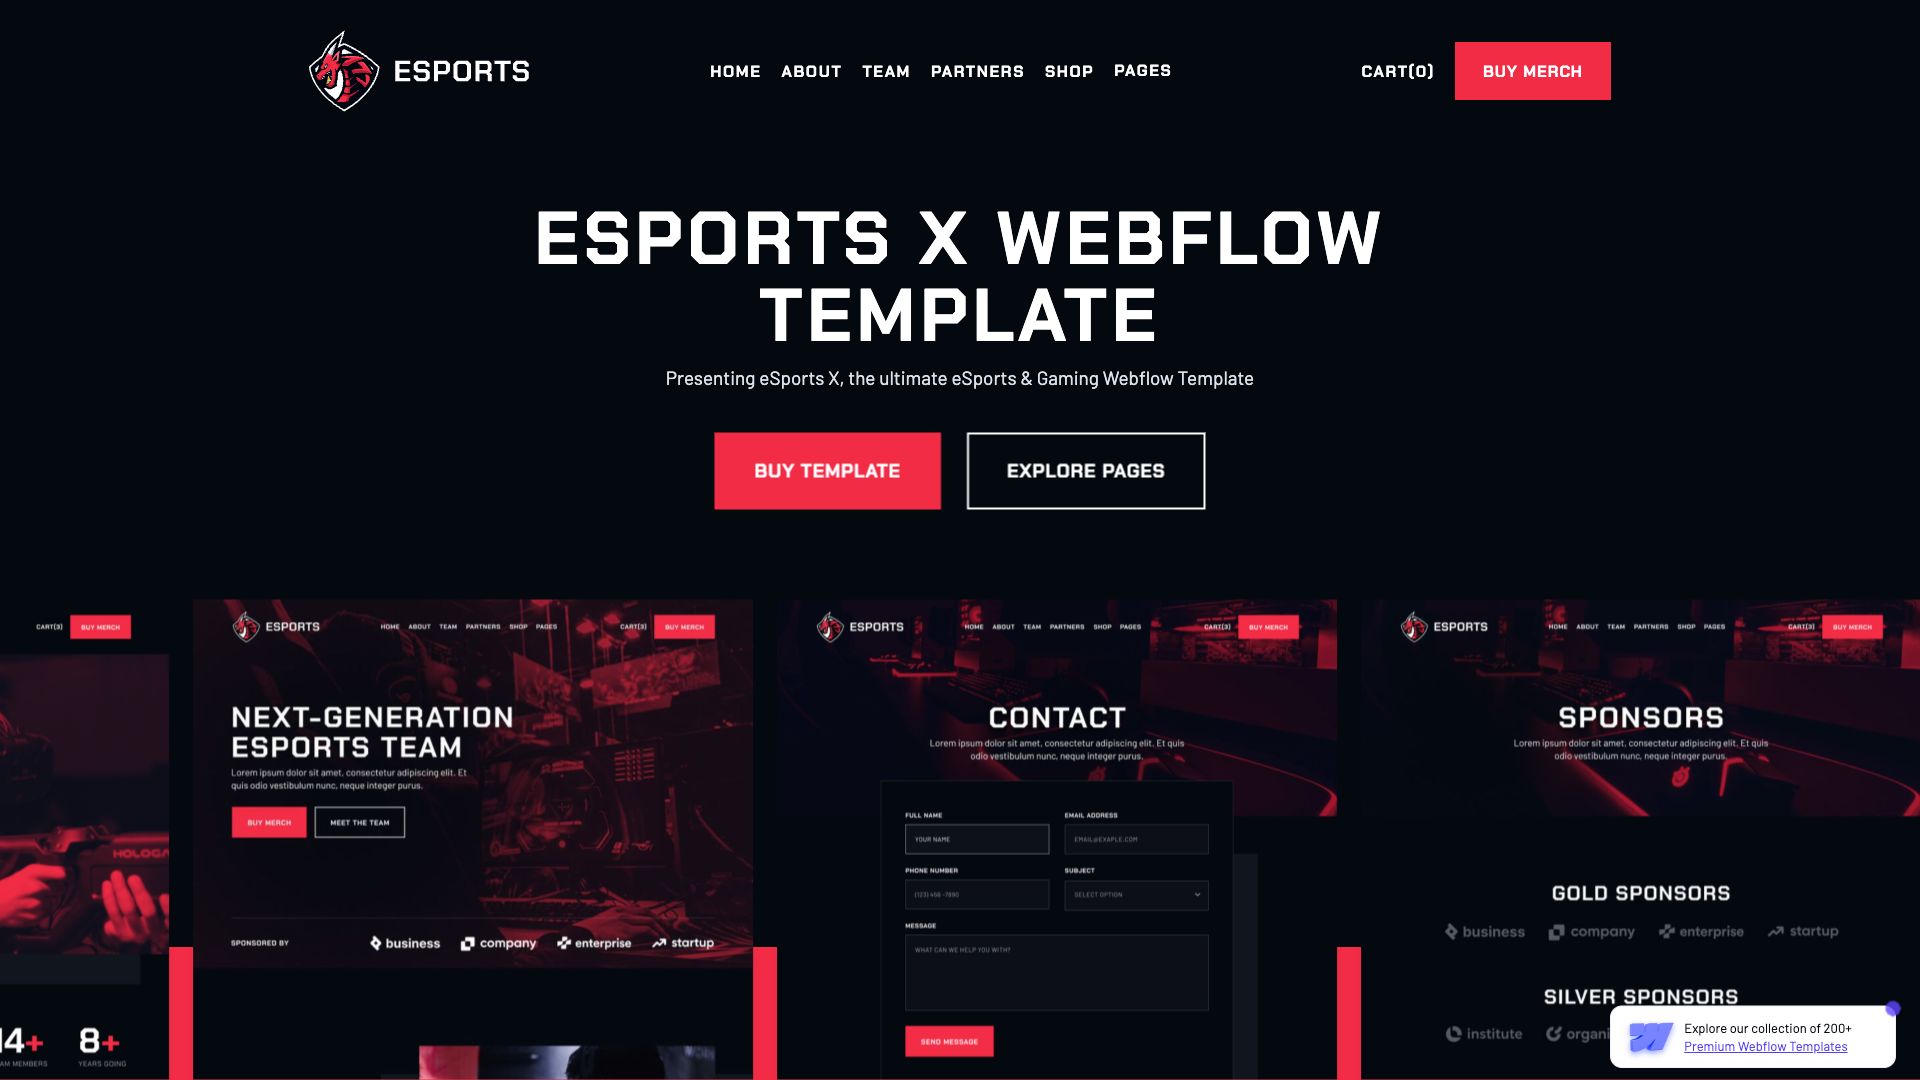 ESPORTS
HOME ABOUT TEAM PARTNERS SHOP PAGES
CART(0)
BUY MERCH
ESPORTS X WEBFLOW
TEMPLATE
Presenting eSports X, the ultimate eSports & Gaming Webflow Template
BUY TEMPLATE
EXPLORE PAGES
CART(3)
BUY MERCH
14+
8+
AM MEMBERS
YEARS GOING
ESPORTS
HOME ABOUT TEAM PARTNERS SHOP PAGES
CART(3)
BUY MERCH
NEXT-GENERATION
ESPORTS TEAM
Lorem ipsum dolor sit amet, consectetur adipiscing elit. Et
quis odio vestibulum nunc, neque integer purus.
BUY MERCH
MEET THE TEAM
SPONSORED BY
business company enterprise startup
ESPORTS
HOME ABOUT TEAM PARTNERS SHOP PAGES
CART(3)
BUY MERCH
CONTACT
Lorem ipsum dolor sit amet, consectetur adipiscing elit. Et quis
odio vestibulum nunc, neque integer purus.
FULL NAME
YOUR NAME
EMAIL ADDRESS
EMAIL@EXAPLE.COM
PHONE NUMBER
(123) 456 -7890
SUBJECT
SELECT OPTION
MESSAGE
WHAT CAN WE HELP YOU WITH?
SEND MESSAGE
ESPORTS
HOME ABOUT TEAM PARTNERS SHOP PAGES
CART(3)
BUY MERCH
SPONSORS
Lorem ipsum dolor sit amet, consectetur adipiscing elit. Et quis
odio vestibulum nunc, neque integer purus.
GOLD SPONSORS
business company enterprise startup
SILVER SPONSORS
institute organi
Explore our collection of 200+
Premium Webflow Templates